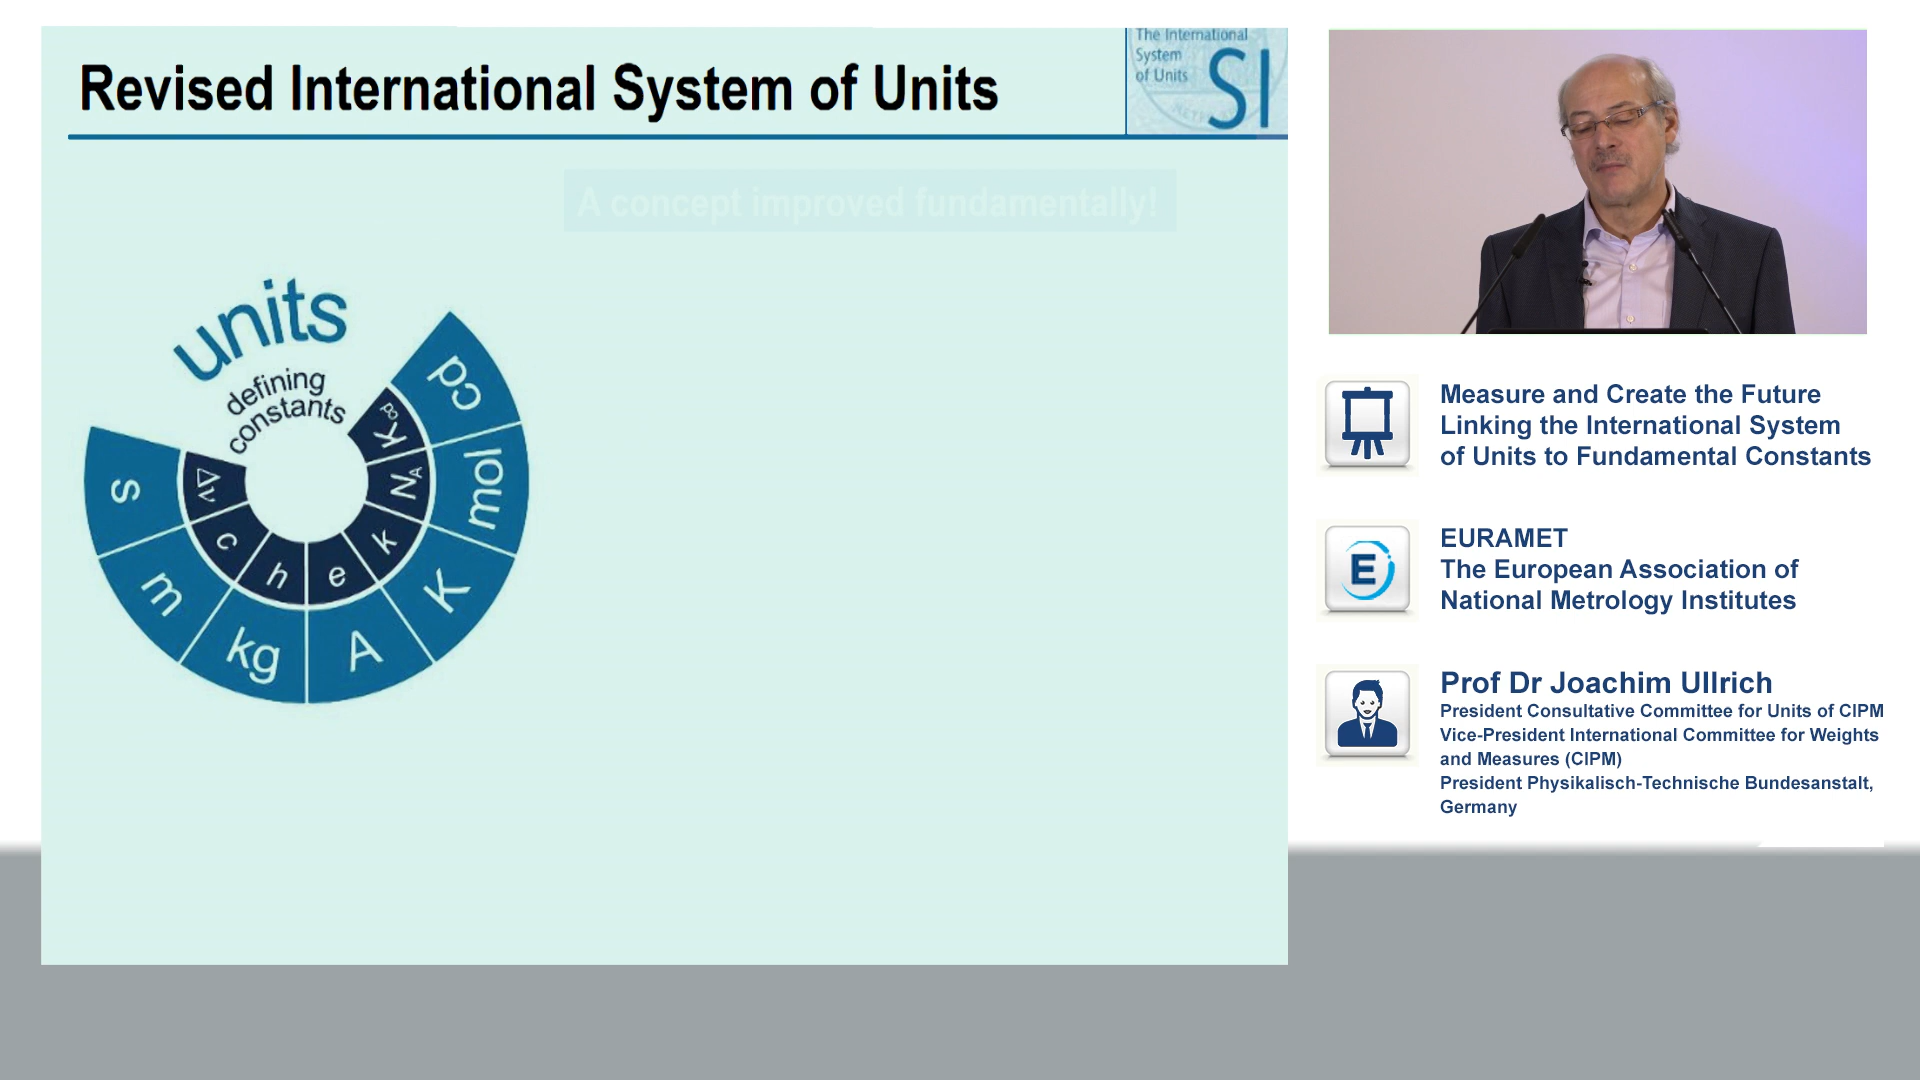 Revised International System of Units
The International
System
of Units
SI
A concept improved fundamentally!
units
defining
constants
s
m
kg
A
K
mol
cd
Δν
c
h
e
k
NA
Kcd
Measure and Create the Future
Linking the International System
of Units to Fundamental Constants
E
EURAMET
The European Association of
National Metrology Institutes
Prof Dr Joachim Ullrich
President Consultative Committee for Units of CIPM
Vice-President International Committee for Weights
and Measures (CIPM)
President Physikalisch-Technische Bundesanstalt,
Germany